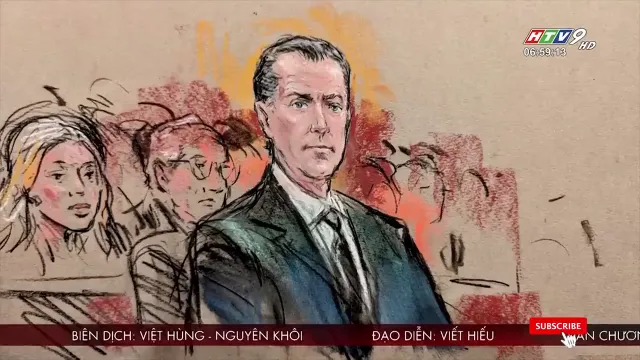 HTV9 HD
06:59:13
BIÊN DỊCH: VIỆT HÙNG - NGUYÊN KHÔI ĐẠO DIỄN: VIẾT HIẾU
SUBSCRIBE